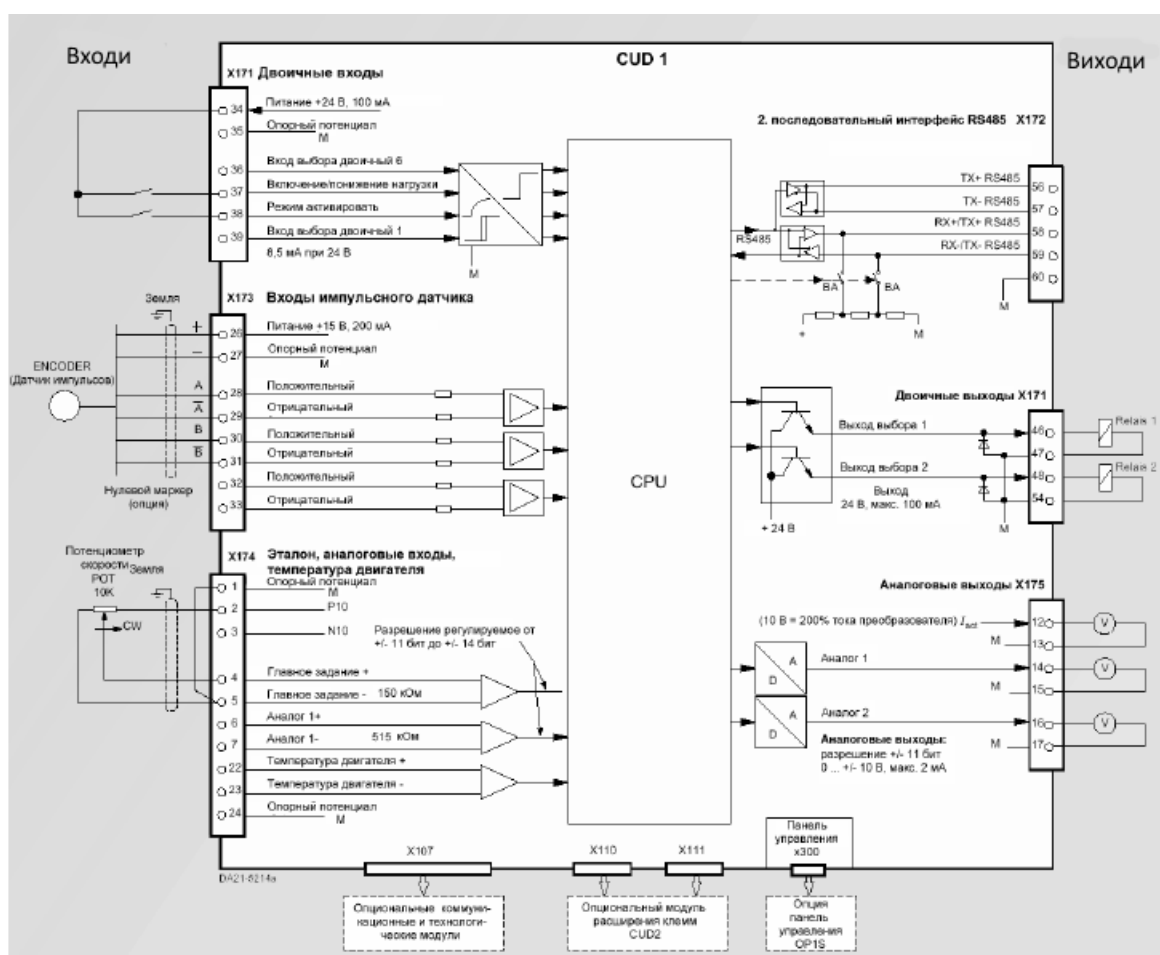 Входи
CUD 1
Виходи
X171 Двоичные входы
34 Питание +24 В, 100 мА
35 Опорный потенциал
M
36 Вход выбора двоичный 6
37 Включение/понижение нагрузки
38 Режим активировать
39 Вход выбора двоичный 1
8,5 мА при 24 В
M
2. последовательный интерфейс RS485 X172
TX+ RS485 56
TX- RS485 57
RX+/TX+ RS485 58
RX-/TX- RS485 59
60
RS485
BA BA
M
+ M
Земля
X173 Входы импульсного датчика
+ 26 Питание +15 В, 200 мА
– 27 Опорный потенциал
M
ENCODER
(Датчик импульсов)
A 28 Положительный
A 29 Отрицательный
B 30 Положительный
Б 31 Отрицательный
32 Положительный
33 Отрицательный
Нулевой маркер
(опция)
CPU
Двоичные выходы X171
Выход выбора 1 46
47
Relais 1
Выход выбора 2 48
54
Relais 2
Выход
24 В, макс. 100 мА
+ 24 В
M
Потенциометр
скорости
POT
10K
Земля
CW
X174 Эталон, аналоговые входы,
температура двигателя
1 Опорный потенциал
M
2 P10
3 N10
Разрешение регулируемое от
+/- 11 бит до +/- 14 бит
4 Главное задание +
5 Главное задание - 150 кОм
6 Аналог 1+
7 Аналог 1- 515 кОм
22 Температура двигателя +
23 Температура двигателя -
24 Опорный потенциал
M
Аналоговые выходы X175
(10 В = 200% тока преобразователя) I act 12
M 13
V
A
D
Аналог 1 14
M 15
V
A
D
Аналог 2 16
M 17
V
Аналоговые выходы:
разрешение +/- 11 бит
0 ... +/- 10 В, макс. 2 мА
DA21-5214a
X107
X110
X111
Панель
управления
x300
Опциональные коммуни-
национные и технологи-
ческие модули
Опциональный модуль
расширения клемм
CUD2
Опция
панель
управления
OP1S